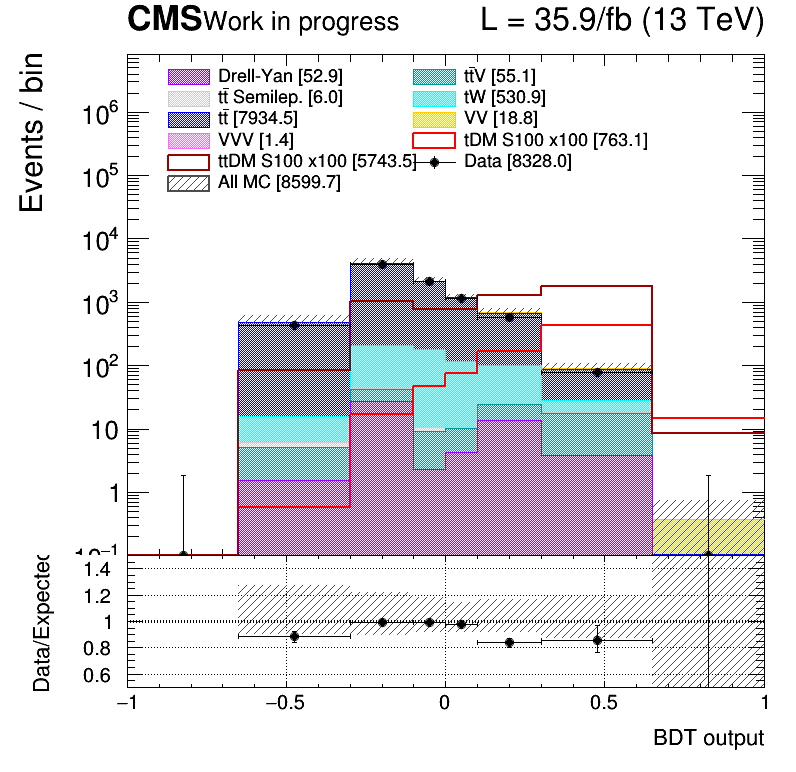 CMS Work in progress L = 35.9/fb (13 TeV)
Events / bin
Drell-Yan [52.9] tt̄V [55.1]
tt̄ Semilep. [6.0] tW [530.9]
tt̄ [7934.5] VV [18.8]
VVV [1.4] tDM S100 x100 [763.1]
ttDM S100 x100 [5743.5] Data [8328.0]
All MC [8599.7]
10⁶
10⁵
10⁴
10³
10²
10
1
10⁻¹
Data/Expected
1.4
1.2
1
0.8
0.6
−1 −0.5 0 0.5 1
BDT output